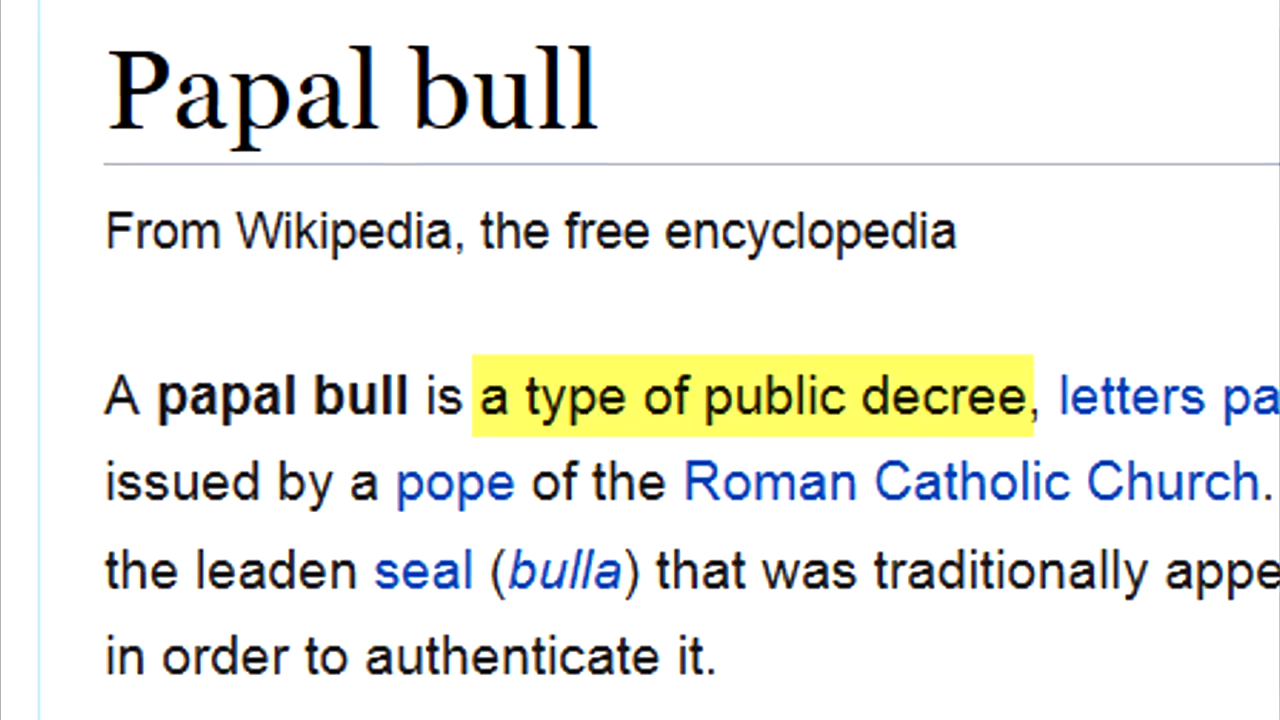 Papal bull
From Wikipedia, the free encyclopedia
A papal bull is a type of public decree, letters pa
issued by a pope of the Roman Catholic Church.
the leaden seal (bulla) that was traditionally appe
in order to authenticate it.